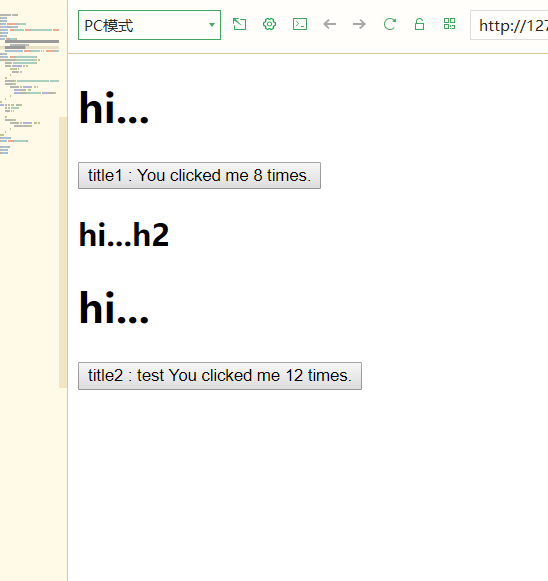 PC模式
http://127
hi...
title1 : You clicked me 8 times.
hi...h2
hi...
title2 : test You clicked me 12 times.